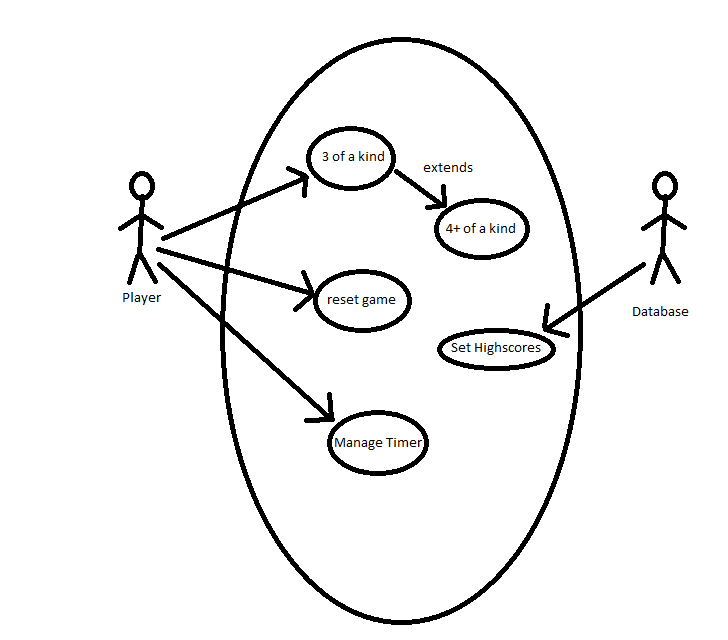 3 of a kind
extends
4+ of a kind
Player
reset game
Database
Set Highscores
Manage Timer